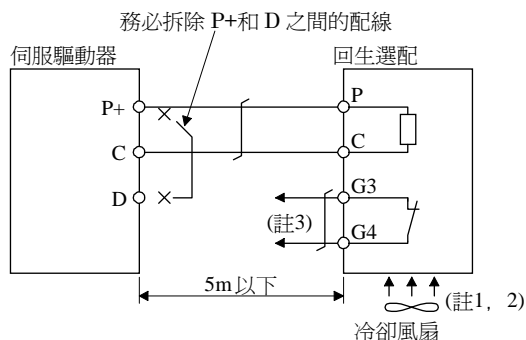 務必拆除 P+和 D 之間的配線
伺服驅動器
回生選配
P+
P
C
C
D
G3
(註3)
G4
5m以下
(註1，2)
冷卻風扇